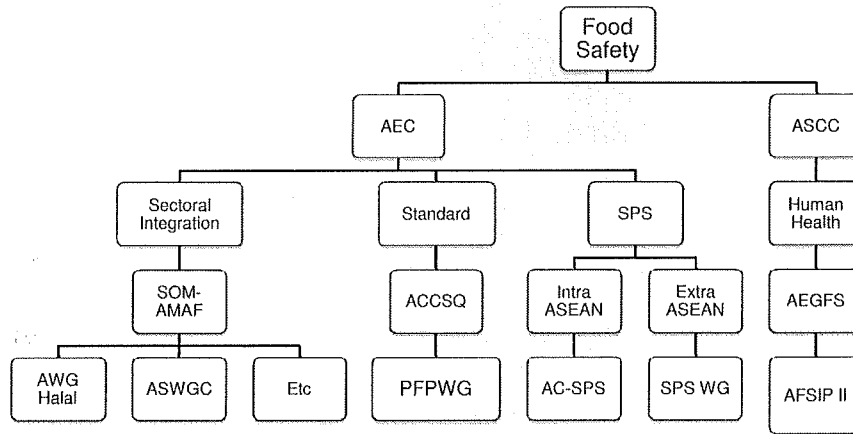 Food
Safety
AEC
ASCC
Sectoral
Integration
Standard
SPS
Human
Health
SOM-
AMAF
ACCSQ
Intra
ASEAN
Extra
ASEAN
AEGFS
AWG
Halal
ASWGC
Etc
PFPWG
AC-SPS
SPS WG
AFSIP II